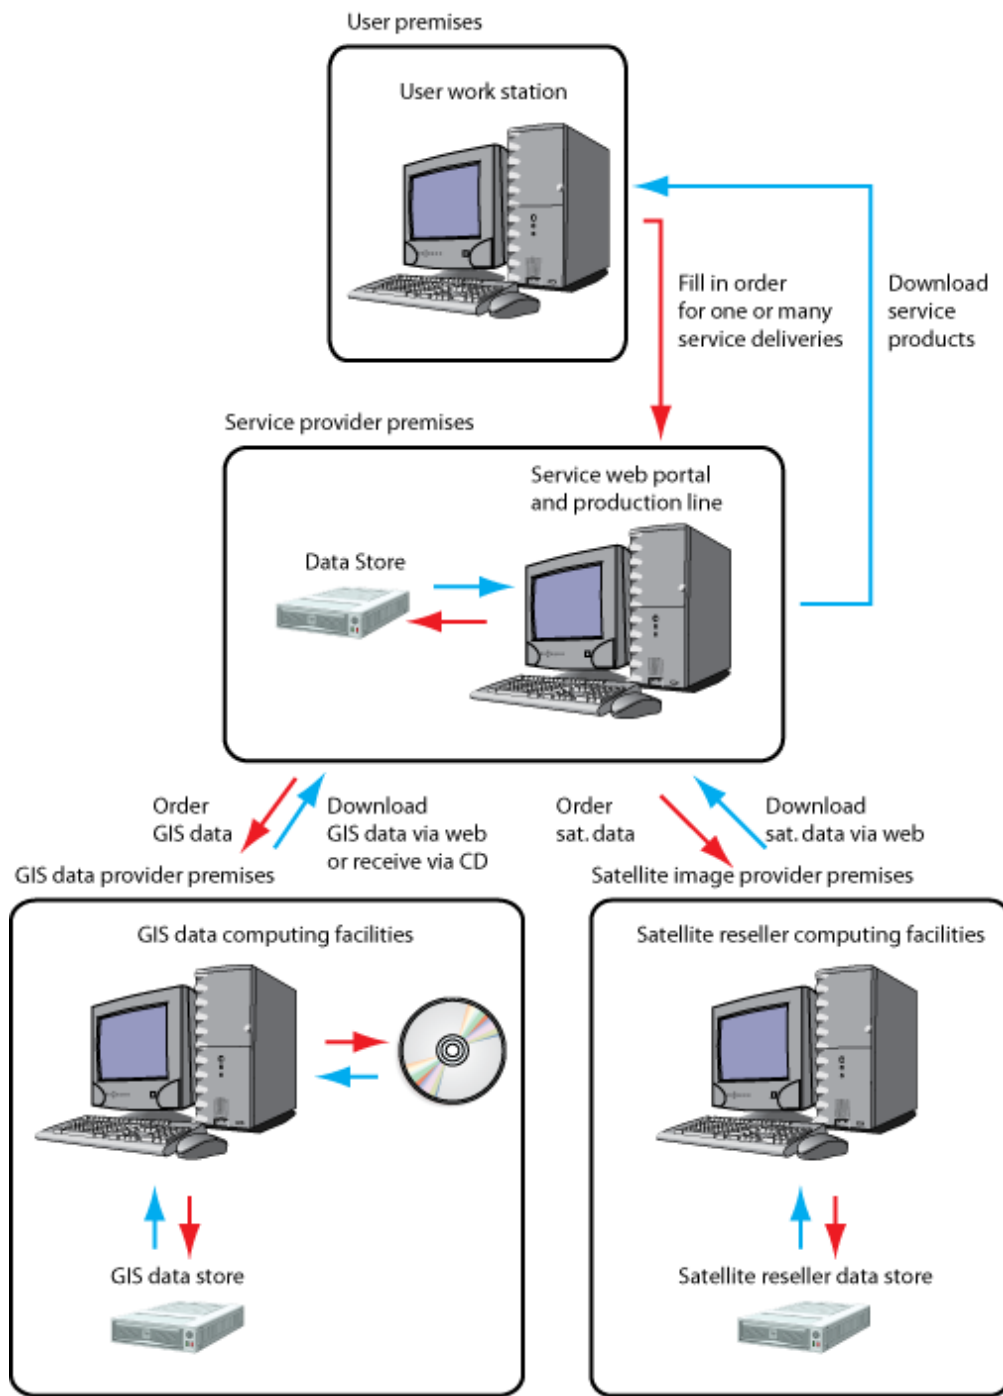 User premises
User work station
Fill in order
for one or many
service deliveries
Download
service
products
Service provider premises
Service web portal
and production line
Data Store
Order
GIS data
Download
GIS data via web
or receive via CD
Order
sat. data
Download
sat. data via web
GIS data provider premises
Satellite image provider premises
GIS data computing facilities
Satellite reseller computing facilities
GIS data store
Satellite reseller data store